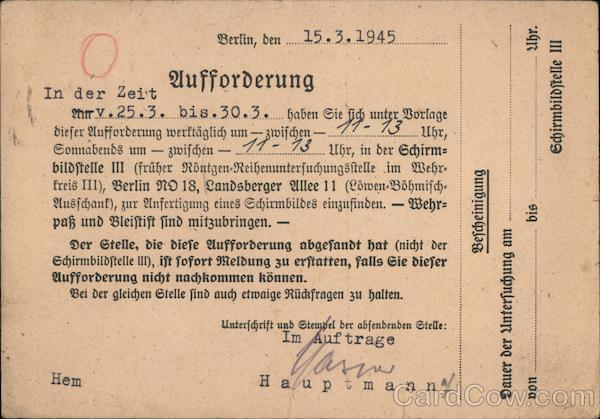 Berlin, den 15.3.1945
Aufforderung
In der Zeit
Am v.25.3. bis.30.3. haben Sie sich unter Vorlage
dieser Aufforderung werktäglich um — zwischen — 11-13 Uhr,
Sonnabends um — zwischen — 11-13 Uhr, in der Schirm-
bildstelle III (früher Röntgen-Reihenuntersuchungsstelle im Wehr-
kreis III), Berlin NO 18, Landsberger Allee 11 (Löwen-Böhmisch-
Ausschank), zur Anfertigung eines Schirmbildes einzufinden. — Wehr-
paß und Bleistift sind mitzubringen. —
Der Stelle, die diese Aufforderung abgesandt hat (nicht der
Schirmbildstelle III), ist sofort Meldung zu erstatten, falls Sie dieser
Aufforderung nicht nachkommen können.
Bei der gleichen Stelle sind auch etwaige Rückfragen zu halten.
Unterschrift und Stempel der absendenden Stelle:
Im Auftrage
Hem
Hauptmann
Bescheinigung
Dauer der Untersuchung am
von bis Uhr.
Schirmbildstelle III
CardCow.com